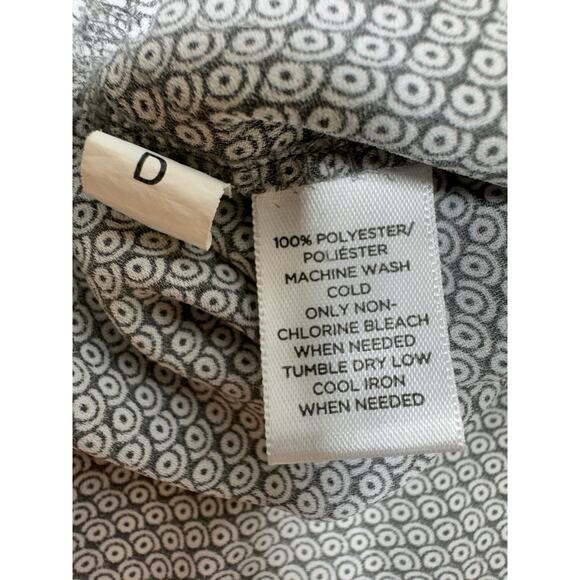 D
100% POLYESTER/
POLIÉSTER
MACHINE WASH
COLD
ONLY NON-
CHLORINE BLEACH
WHEN NEEDED
TUMBLE DRY LOW
COOL IRON
WHEN NEEDED